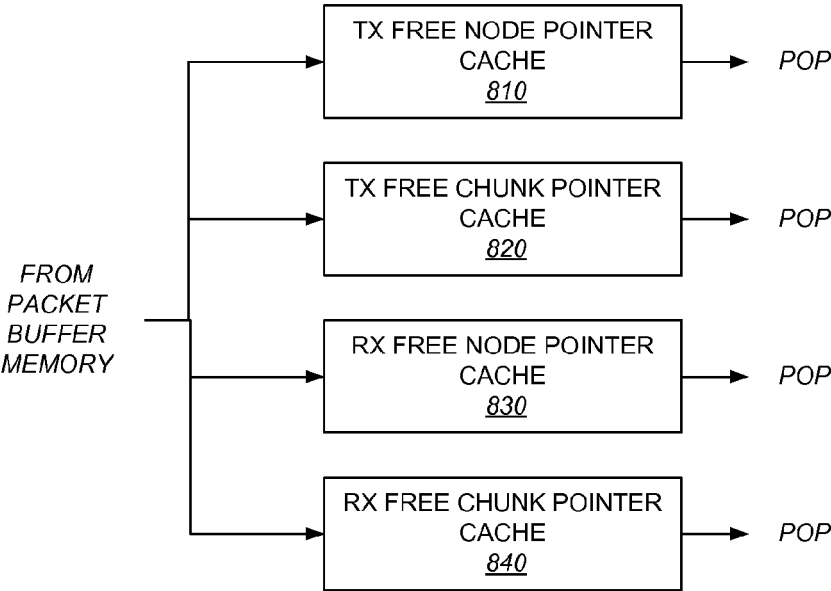 TX FREE NODE POINTER
CACHE
810
POP
TX FREE CHUNK POINTER
CACHE
820
POP
FROM
PACKET
BUFFER
MEMORY
RX FREE NODE POINTER
CACHE
830
POP
RX FREE CHUNK POINTER
CACHE
840
POP